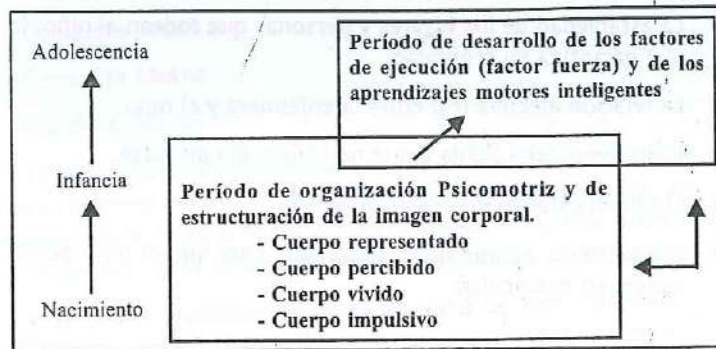 Adolescencia
Infancia
Nacimiento
Período de desarrollo de los factores
de ejecución (factor fuerza) y de los
aprendizajes motores inteligentes
Período de organización Psicomotriz y de
estructuración de la imagen corporal.
- Cuerpo representado
- Cuerpo percibido
- Cuerpo vivido
- Cuerpo impulsivo